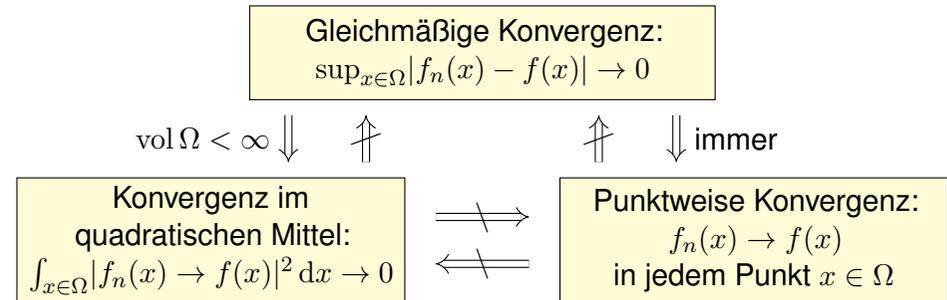 Gleichmäßige Konvergenz:
sup_{x∈Ω}|f_n(x) − f(x)| → 0
vol Ω < ∞
immer
Konvergenz im
quadratischen Mittel:
∫_{x∈Ω}|f_n(x) → f(x)|² dx → 0
Punktweise Konvergenz:
f_n(x) → f(x)
in jedem Punkt x ∈ Ω